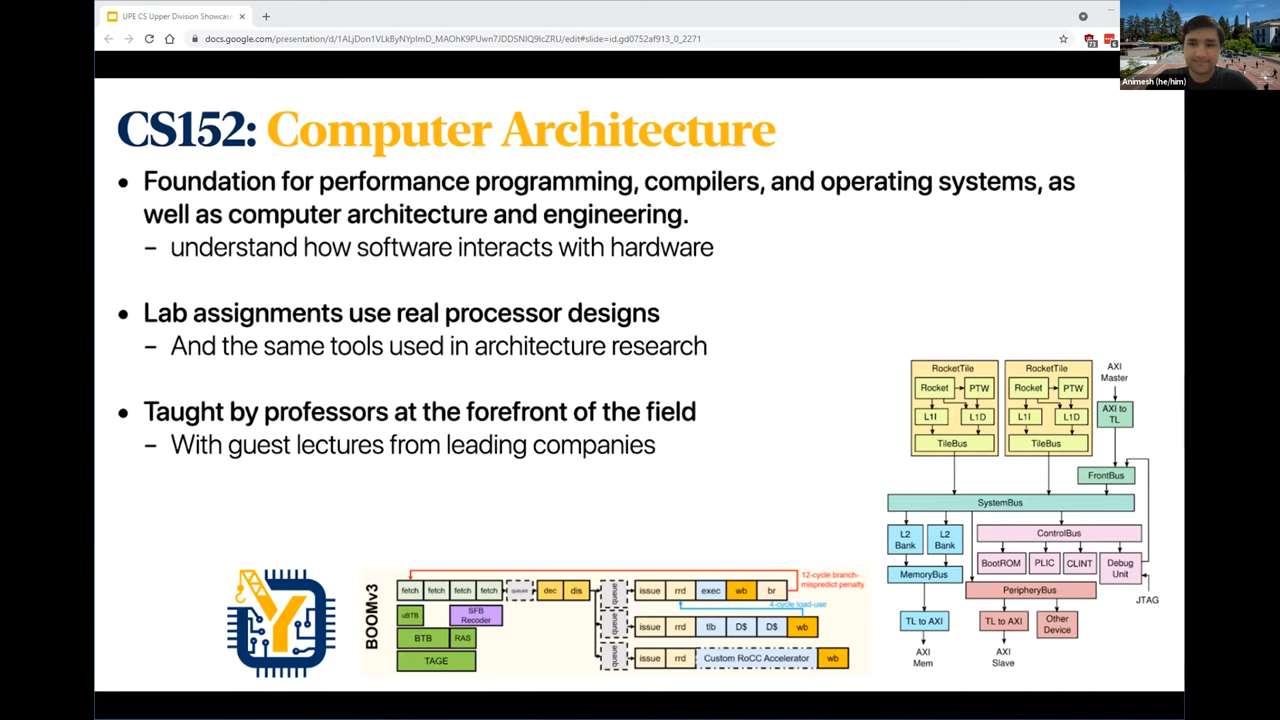 UPE CS Upper Division Showcas
docs.google.com/presentation/d/1ALjDon1VLkByNYpImD_MAOhK9PUwn7JDDSNlQ9lcZRU/edit#slide=id.gd0752af913_0_2271
Animesh (he/him)
CS152: Computer Architecture
• Foundation for performance programming, compilers, and operating systems, as
well as computer architecture and engineering.
– understand how software interacts with hardware
• Lab assignments use real processor designs
– And the same tools used in architecture research
• Taught by professors at the forefront of the field
– With guest lectures from leading companies
RocketTile RocketTile AXI
Master
Rocket PTW Rocket PTW
L1I L1D L1I L1D AXI to
TL
TileBus TileBus
FrontBus
SystemBus
L2
Bank
L2
Bank
ControlBus
BootROM PLIC CLINT Debug
Unit
MemoryBus
PeripheryBus
JTAG
TL to AXI TL to AXI Other
Device
AXI
Mem
AXI
Slave
BOOMv3
12-cycle branch-
mispredict penalty
fetch fetch fetch fetch queue dec dis queue issue rrd exec wb br
4-cycle load-use
uBTB SFB
Recoder
queue issue rrd tlb D$ D$ wb
BTB RAS
TAGE
queue issue rrd Custom RoCC Accelerator wb